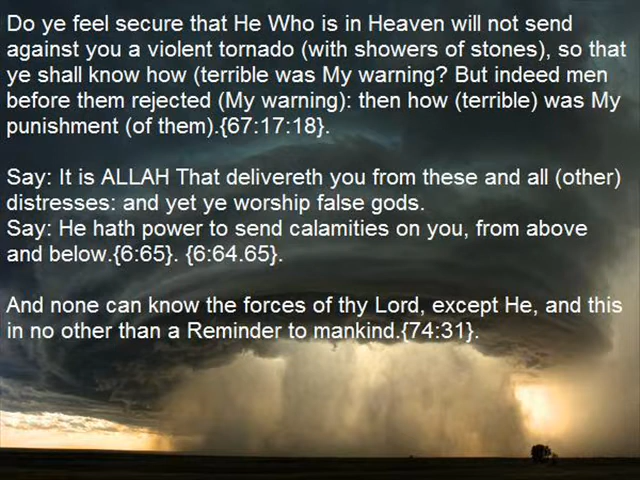 Do ye feel secure that He Who is in Heaven will not send
against you a violent tornado (with showers of stones), so that
ye shall know how (terrible was My warning? But indeed men
before them rejected (My warning): then how (terrible) was My
punishment (of them).{67:17:18}.
Say: It is ALLAH That delivereth you from these and all (other)
distresses: and yet ye worship false gods.
Say: He hath power to send calamities on you, from above
and below.{6:65}. {6:64.65}.
And none can know the forces of thy Lord, except He, and this
in no other than a Reminder to mankind.{74:31}.